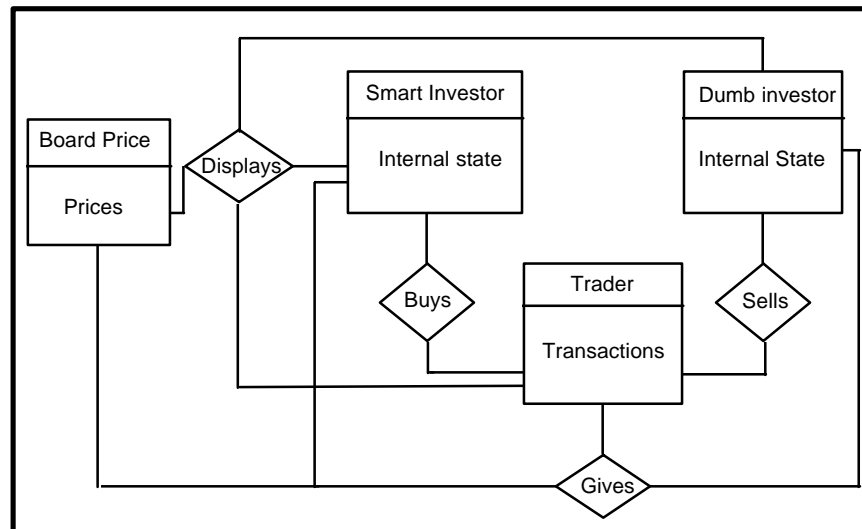 Smart Investor
Dumb investor
Board Price
Displays
Internal state
Internal State
Prices
Buys
Trader
Sells
Transactions
Gives